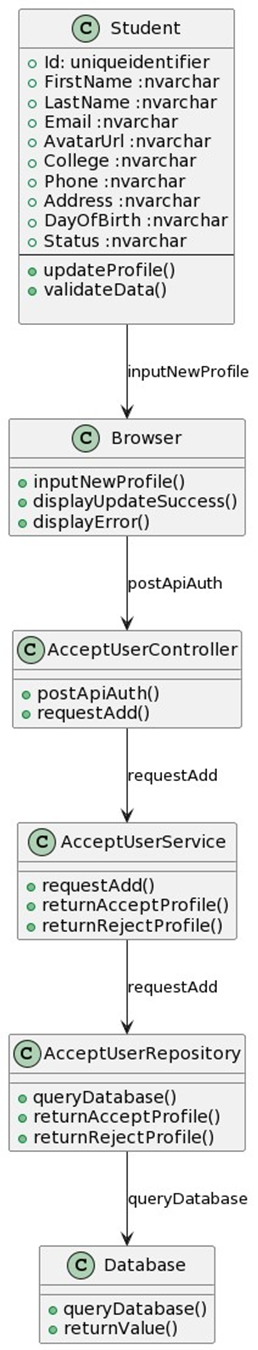 C Student
Id: uniqueidentifier
FirstName :nvarchar
LastName :nvarchar
Email :nvarchar
AvatarUrl :nvarchar
College :nvarchar
Phone :nvarchar
Address :nvarchar
DayOfBirth :nvarchar
Status :nvarchar
updateProfile()
validateData()
inputNewProfile
C Browser
inputNewProfile()
displayUpdateSuccess()
displayError()
postApiAuth
C AcceptUserController
postApiAuth()
requestAdd()
requestAdd
C AcceptUserService
requestAdd()
returnAcceptProfile()
returnRejectProfile()
requestAdd
C AcceptUserRepository
queryDatabase()
returnAcceptProfile()
returnRejectProfile()
queryDatabase
C Database
queryDatabase()
returnValue()